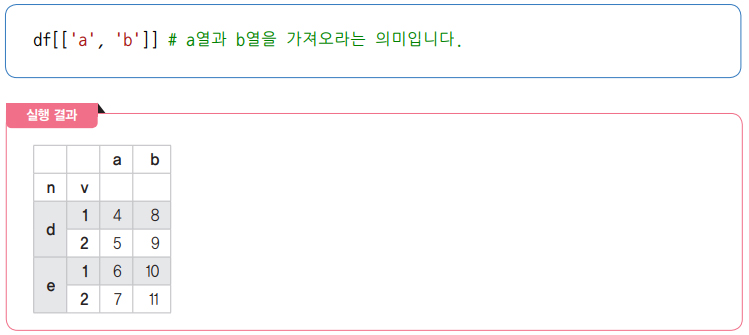 df[['a', 'b']] # a열과 b열을 가져오라는 의미입니다.
실행 결과
a b
n v
d 1 4 8
2 5 9
e 1 6 10
2 7 11